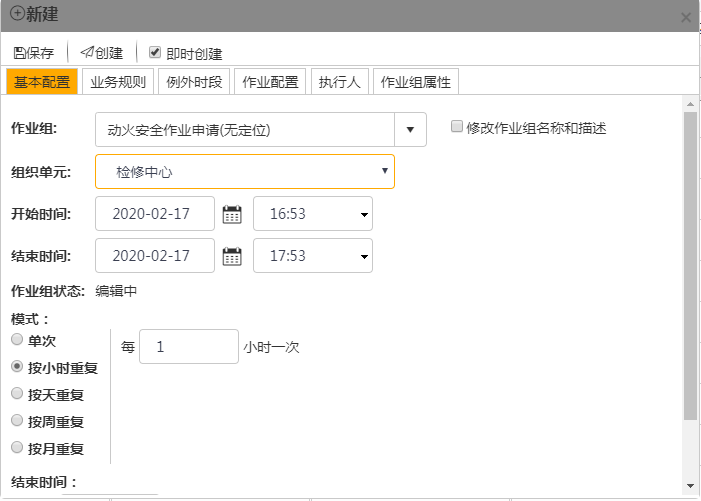 新建
保存 创建 即时创建
基本配置 业务规则 例外时段 作业配置 执行人 作业组属性
作业组: 动火安全作业申请(无定位) 修改作业组名称和描述
组织单元: 检修中心
开始时间: 2020-02-17 16:53
结束时间: 2020-02-17 17:53
作业组状态: 编辑中
模式：
单次
每 1 小时一次
按小时重复
按天重复
按周重复
按月重复
结束时间：